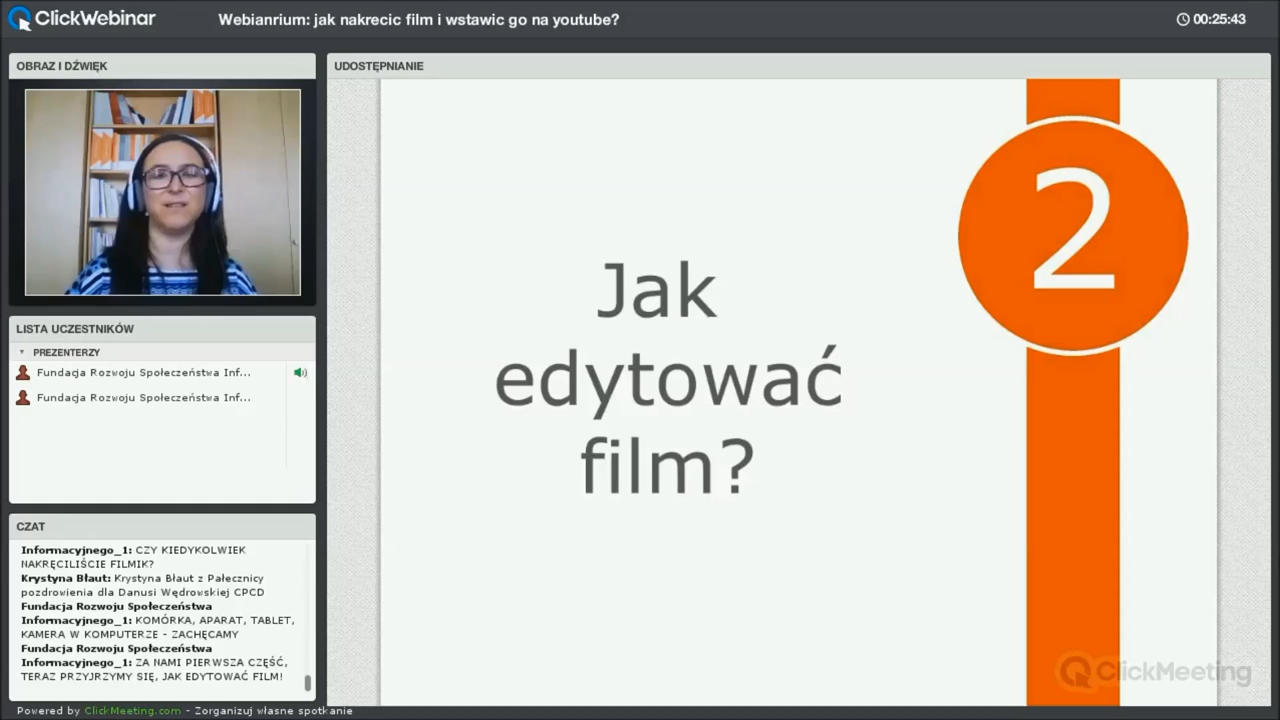 ClickWebinar
Webianrium: jak nakrecic film i wstawic go na youtube?
00:25:43
OBRAZ I DŹWIĘK
UDOSTĘPNIANIE
2
Jak
edytować
film?
LISTA UCZESTNIKÓW
PREZENTERZY
Fundacja Rozwoju Społeczeństwa Inf...
Fundacja Rozwoju Społeczeństwa Inf...
CZAT
Informacyjnego_1: CZY KIEDYKOLWIEK
NAKRĘCILIŚCIE FILMIK?
Krystyna Błaut: Krystyna Błaut z Pałecznicy
pozdrowienia dla Danusi Wędrowskiej CPCD
Fundacja Rozwoju Społeczeństwa
Informacyjnego_1: KOMÓRKA, APARAT, TABLET,
KAMERA W KOMPUTERZE - ZACHĘCAMY
Fundacja Rozwoju Społeczeństwa
Informacyjnego_1: ZA NAMI PIERWSZA CZĘŚĆ,
TERAZ PRZYJRZYMY SIĘ, JAK EDYTOWAĆ FILM!
ClickMeeting
Powered by ClickMeeting.com - Zorganizuj własne spotkanie